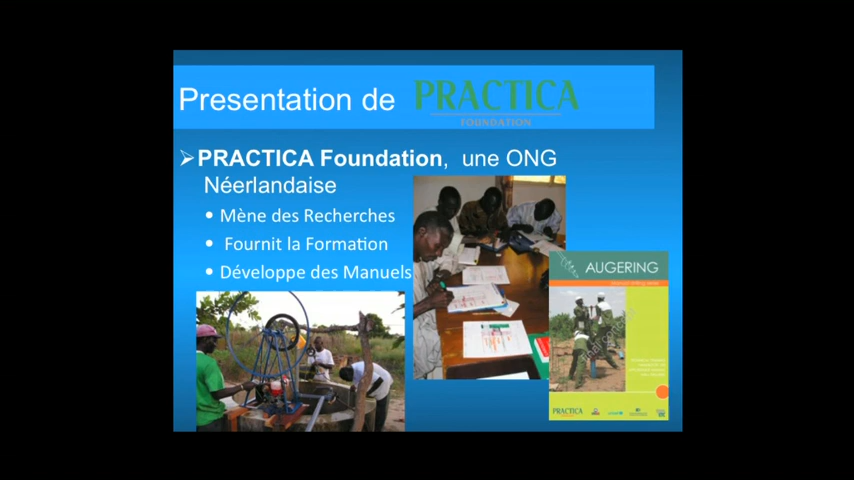 Presentation de PRACTICA
FOUNDATION
➢PRACTICA Foundation, une ONG
Néerlandaise
• Mène des Recherches
• Fournit la Formation
• Développe des Manuels
AUGERING
PRACTICA